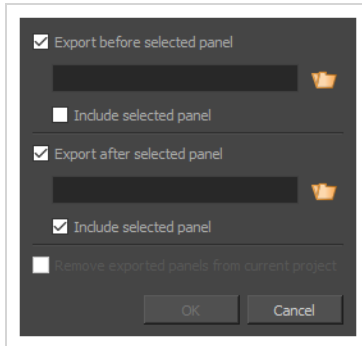 Export before selected panel
Include selected panel
Export after selected panel
Include selected panel
Remove exported panels from current project
OK
Cancel